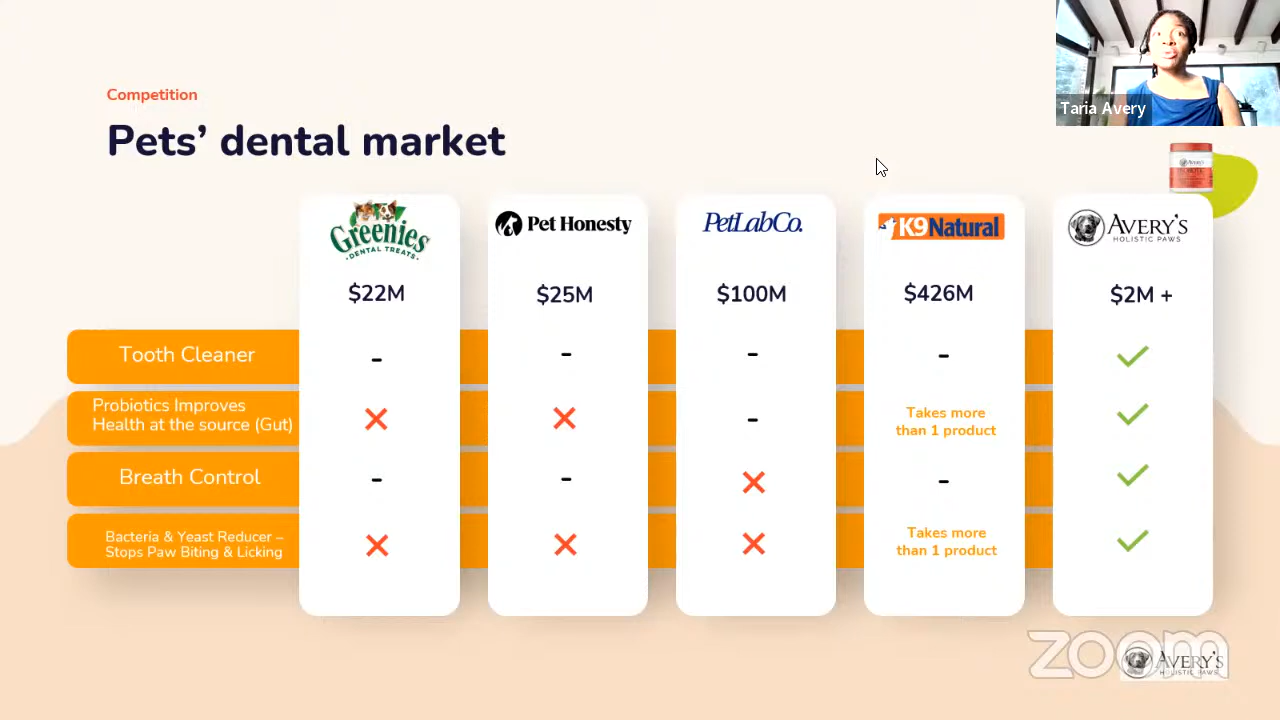 Competition
Pets’ dental market
Taria Avery
Greenies
DENTAL TREATS
Pet Honesty
PetLabCo.
K9Natural
AVERY'S
HOLISTIC PAWS
$22M
$25M
$100M
$426M
$2M +
Tooth Cleaner
- - - -
Probiotics Improves
Health at the source (Gut)
-
Takes more
than 1 product
Breath Control
- - -
Bacteria & Yeast Reducer –
Stops Paw Biting & Licking
Takes more
than 1 product
zoom
AVERY'S
HOLISTIC PAWS